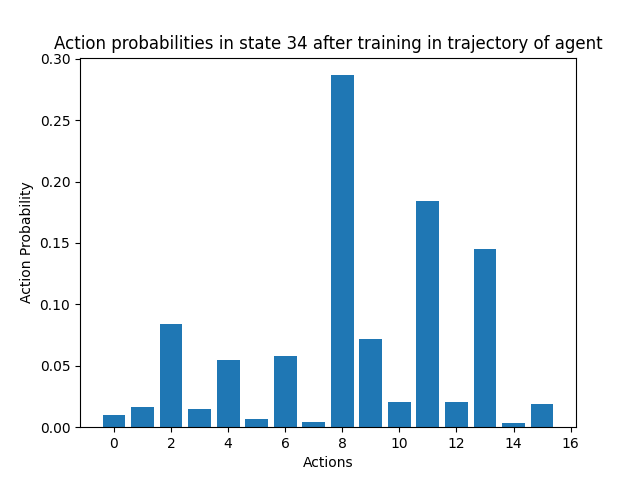 Action probabilities in state 34 after training in trajectory of agent
0.30
0.25
0.20
0.15
0.10
0.05
0.00
Action Probability
0 2 4 6 8 10 12 14 16
Actions